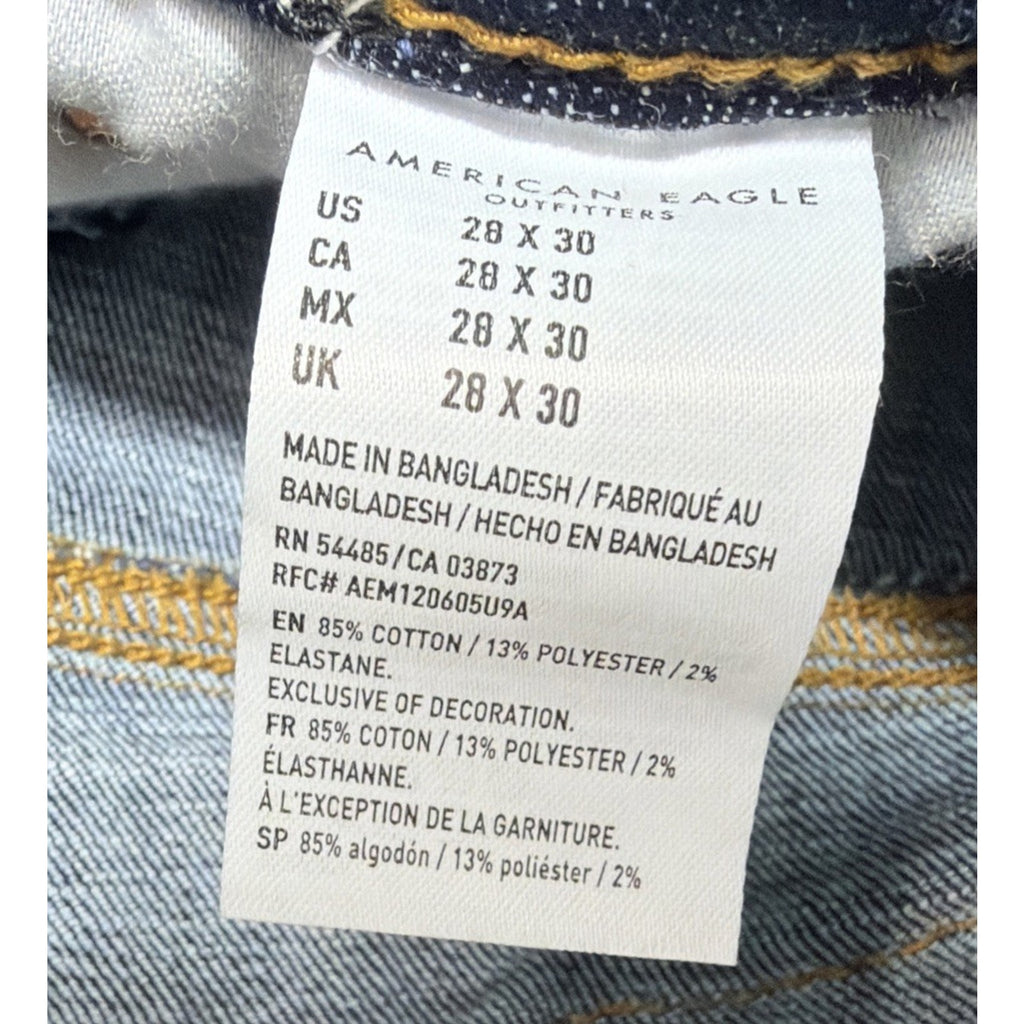 AMERICAN EAGLE
OUTFITTERS
US 28 X 30
CA 28 X 30
MX 28 X 30
UK 28 X 30
MADE IN BANGLADESH / FABRIQUÉ AU
BANGLADESH / HECHO EN BANGLADESH
RN 54485 / CA 03873
RFC# AEM120605U9A
EN 85% COTTON / 13% POLYESTER / 2%
ELASTANE.
EXCLUSIVE OF DECORATION.
FR 85% COTON / 13% POLYESTER / 2%
ÉLASTHANNE.
À L'EXCEPTION DE LA GARNITURE.
SP 85% algodón / 13% poliéster / 2%